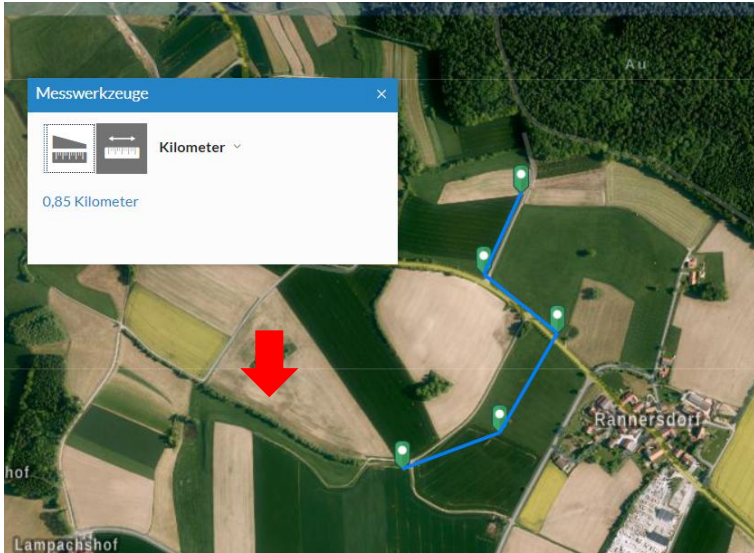 Au
Messwerkzeuge
Kilometer
0,85 Kilometer
Rannersdorf
hof
Lampachshof